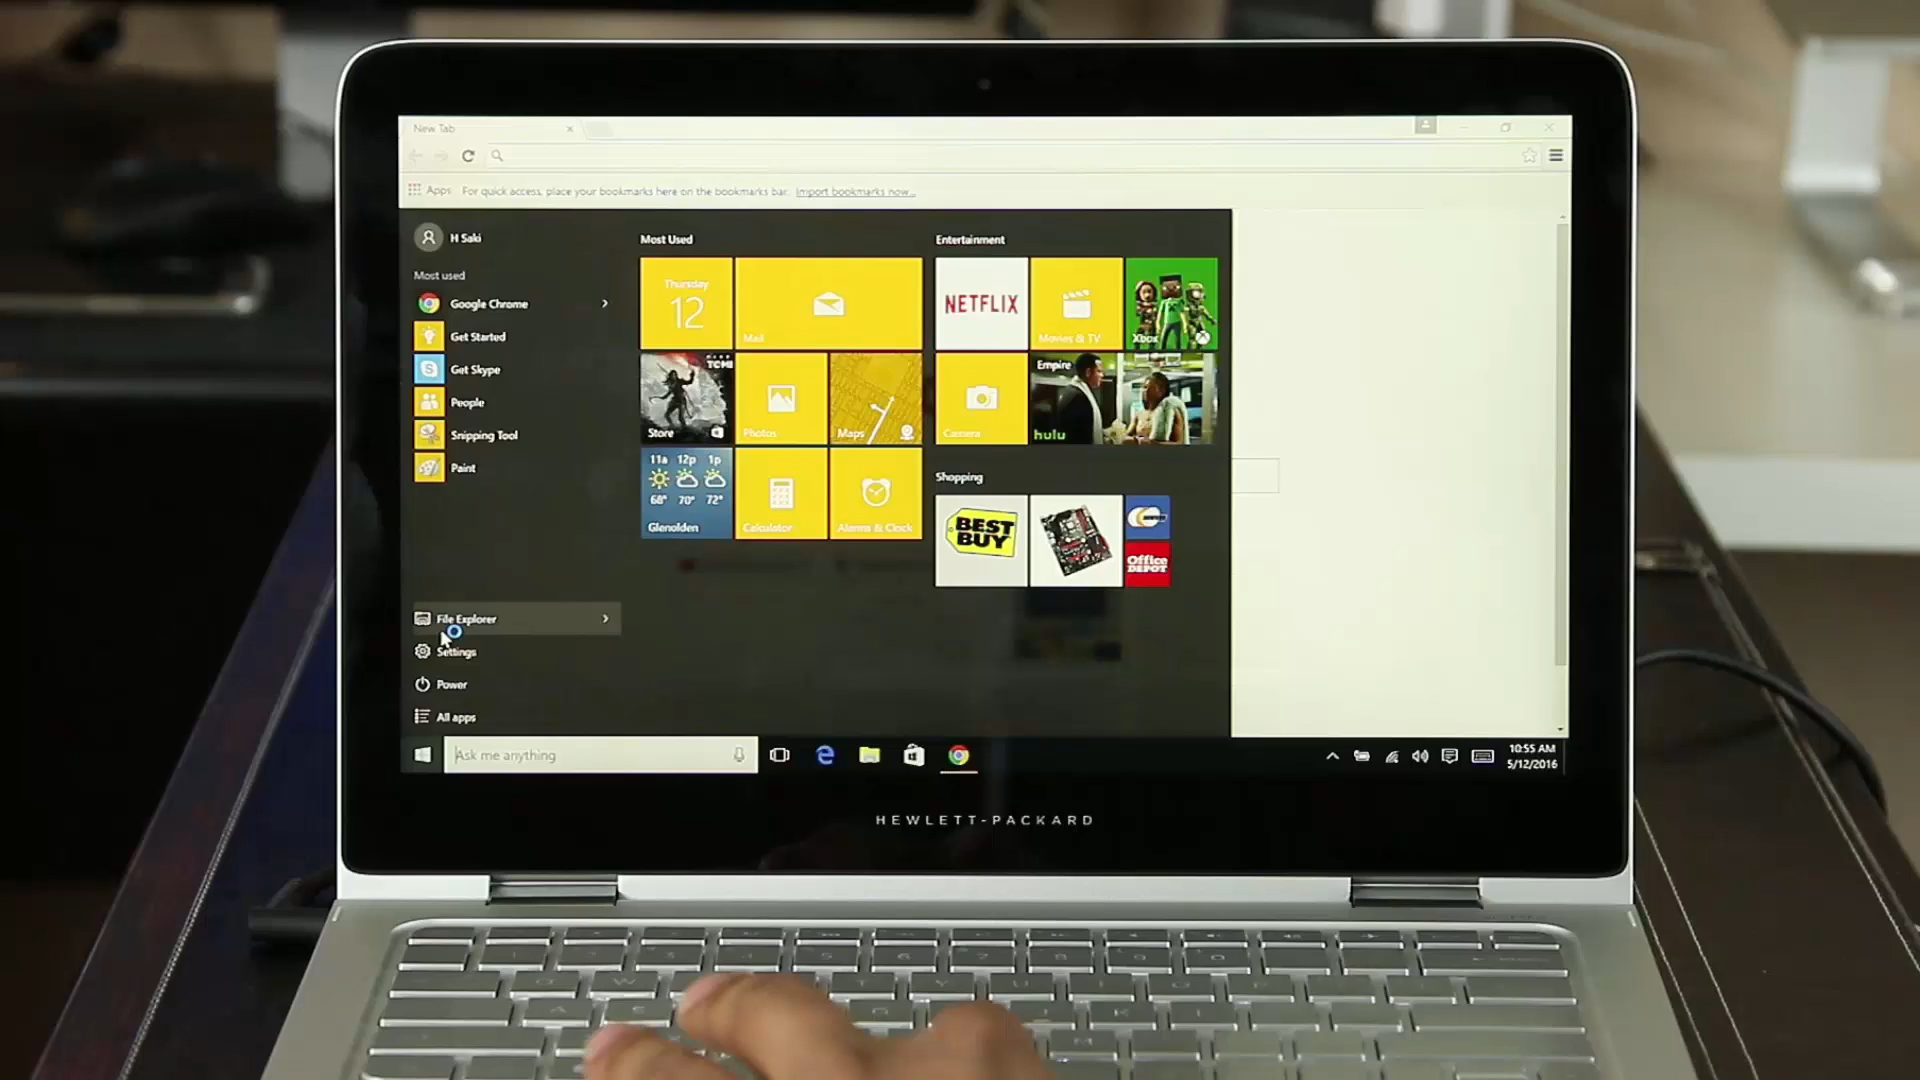 New Tab
Apps For quick access, place your bookmarks here on the bookmarks bar. Import bookmarks now...
H Saki
Most used
Google Chrome
Get Started
Get Skype
People
Snipping Tool
Paint
File Explorer
Settings
Power
All apps
Most Used
Thursday
12
Mail
Store
Photos
Maps
11a 12p 1p
68° 70° 72°
Glenolden
Calculator
Alarms & Clock
Entertainment
NETFLIX
Movies & TV
Xbox
Camera
Empire
hulu
Shopping
BEST
BUY
Office
DEPOT
Ask me anything
10:55 AM
5/12/2016
HEWLETT-PACKARD